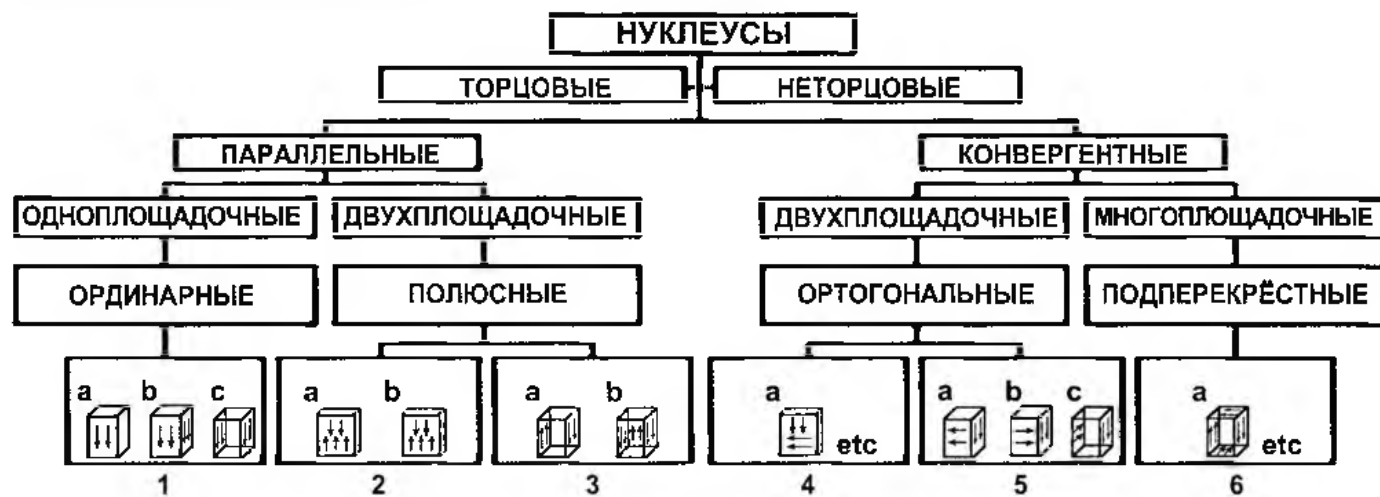 НУКЛЕУСЫ
ТОРЦОВЫЕ НЕТОРЦОВЫЕ
ПАРАЛЛЕЛЬНЫЕ КОНВЕРГЕНТНЫЕ
ОДНОПЛОЩАДОЧНЫЕ ДВУХПЛОЩАДОЧНЫЕ ДВУХПЛОЩАДОЧНЫЕ МНОГОПЛОЩАДОЧНЫЕ
ОРДИНАРНЫЕ ПОЛЮСНЫЕ ОРТОГОНАЛЬНЫЕ ПОДПЕРЕКРЁСТНЫЕ
a b c a b a b a a b c a
etc etc
1 2 3 4 5 6